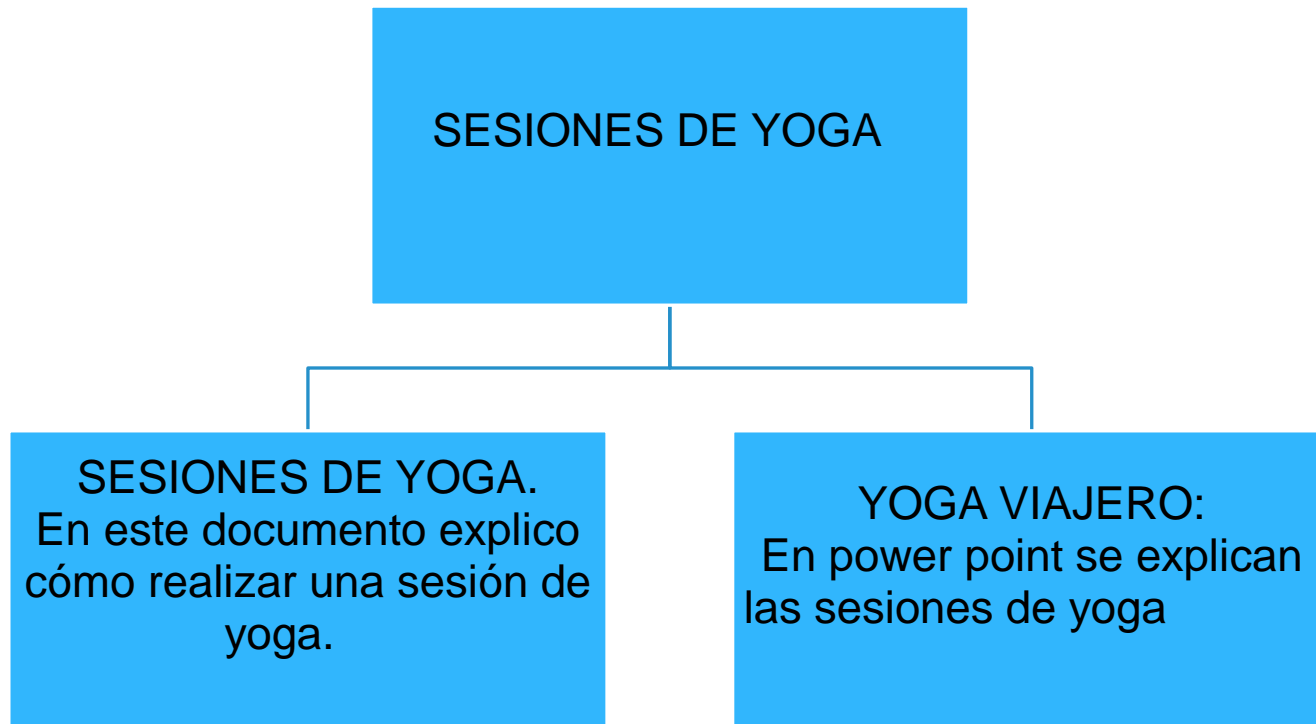 SESIONES DE YOGA
SESIONES DE YOGA.
En este documento explico
cómo realizar una sesión de
yoga.
YOGA VIAJERO:
En power point se explican
las sesiones de yoga